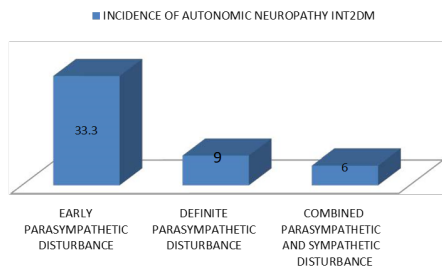 INCIDENCE OF AUTONOMIC NEUROPATHY INT2DM
33.3
9
6
EARLY
PARASYMPATHETIC
DISTURBANCE
DEFINITE
PARASYMPATHETIC
DISTURBANCE
COMBINED
PARASYMPATHETIC
AND SYMPATHETIC
DISTURBANCE